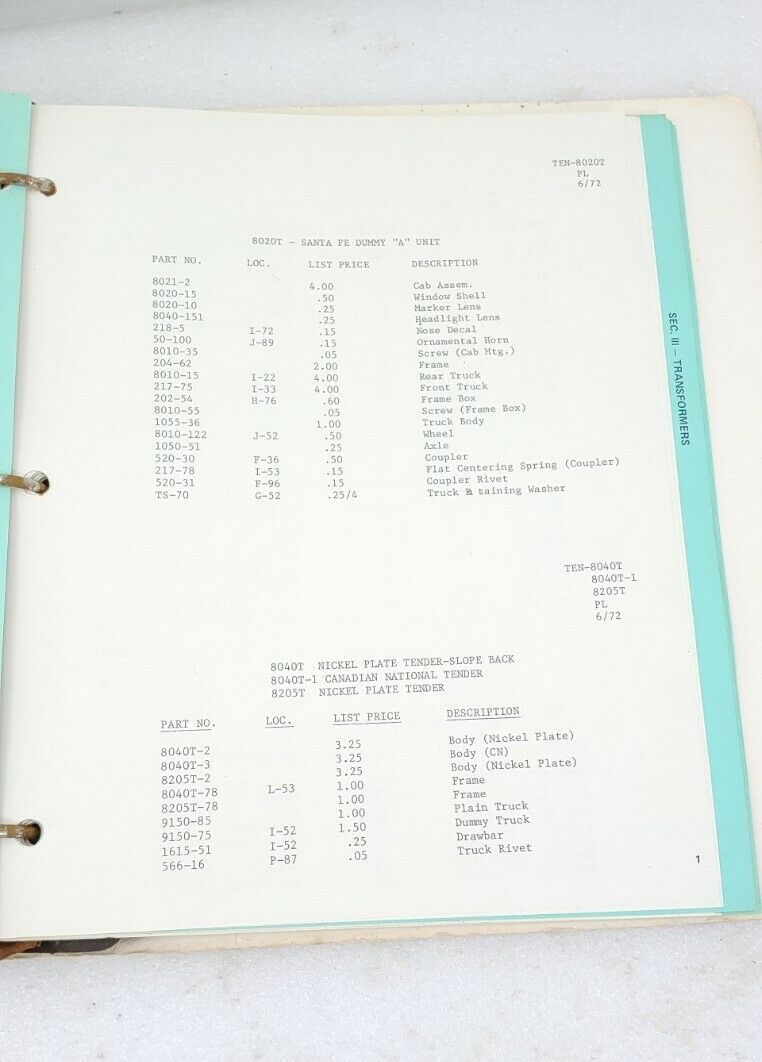 TEN-8020T
PL
6/72
8020T - SANTA FE DUMMY "A" UNIT
PART NO. LOC. LIST PRICE DESCRIPTION
8021-2 4.00 Cab Assem.
8020-15 .50 Window Shell
8020-10 .25 Marker Lens
8040-151 .25 Headlight Lens
218-5 I-72 .15 Nose Decal
50-100 J-89 .15 Ornamental Horn
8010-35 .05 Screw (Cab Mtg.)
204-62 2.00 Frame
8010-15 I-22 4.00 Rear Truck
217-75 I-33 4.00 Front Truck
202-54 H-76 .60 Frame Box
8010-55 .05 Screw (Frame Box)
1055-36 1.00 Truck Body
8010-122 J-52 .50 Wheel
1050-51 .25 Axle
520-30 F-36 .50 Coupler
217-78 I-53 .15 Flat Centering Spring (Coupler)
520-31 F-96 .15 Coupler Rivet
TS-70 G-52 .25/4 Truck taining Washer
TEN-8040T
8040T-1
8205T
PL
6/72
8040T NICKEL PLATE TENDER-SLOPE BACK
8040T-1 CANADIAN NATIONAL TENDER
8205T NICKEL PLATE TENDER
PART NO. LOC. LIST PRICE DESCRIPTION
8040T-2 3.25 Body (Nickel Plate)
8040T-3 3.25 Body (CN)
8205T-2 3.25 Body (Nickel Plate)
8040T-78 L-53 1.00 Frame
8205T-78 1.00 Frame
9150-85 1.00 Plain Truck
9150-75 I-52 1.50 Dummy Truck
1615-51 I-52 .25 Drawbar
566-16 P-87 .05 Truck Rivet
1
SEC. III - TRANSFORMERS